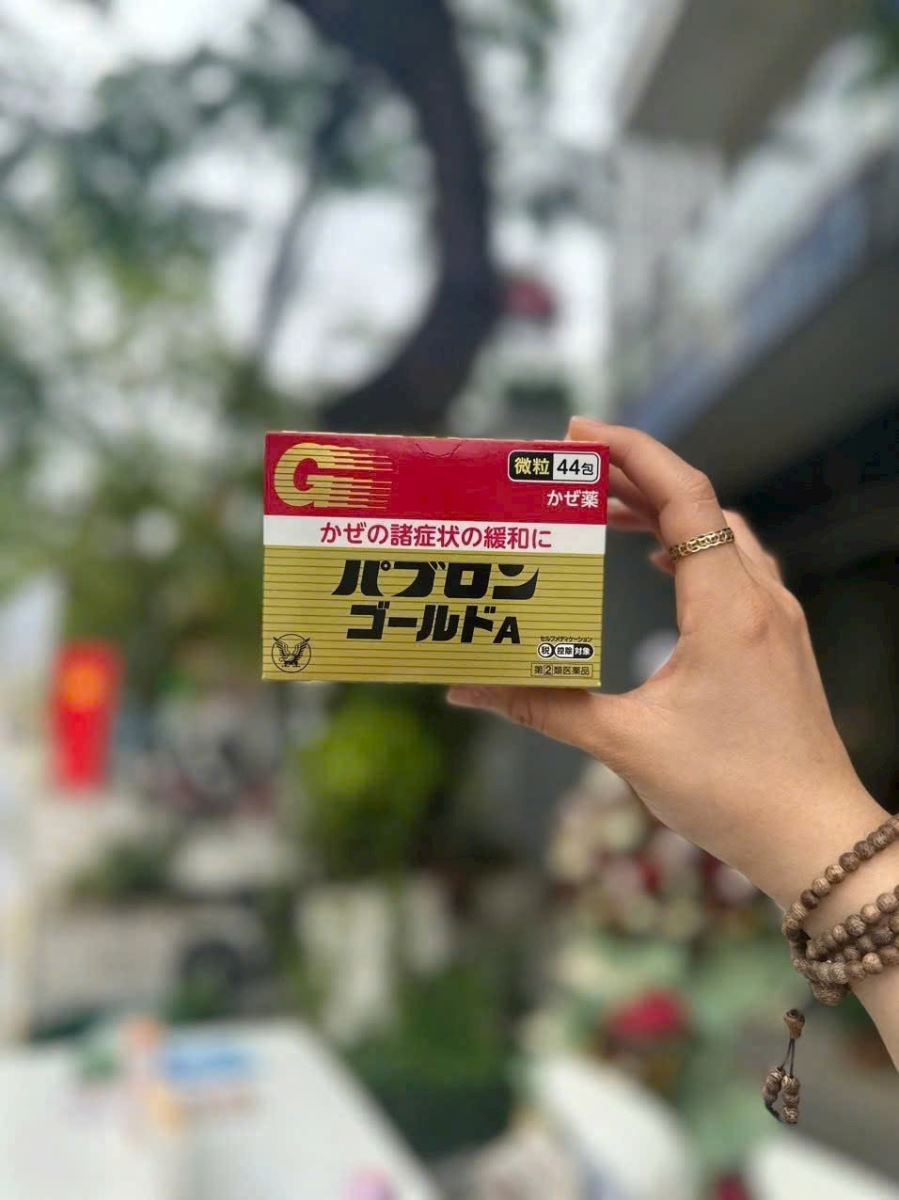 G
微粒 44包
かぜ薬
かぜの諸症状の緩和に
パブロン
ゴールドA
セルフメディケーション
税 控除 対象
第②類医薬品